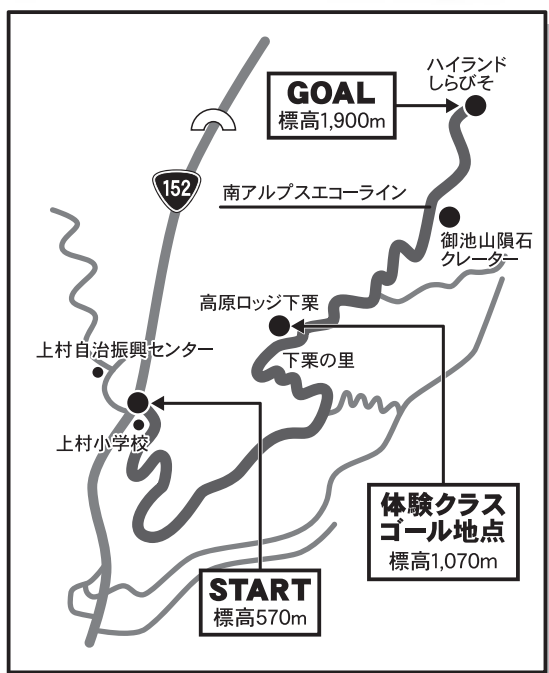 ハイランド
しらびそ
GOAL
標高1,900m
152
南アルプスエコーライン
御池山隕石
クレーター
高原ロッジ下栗
下栗の里
上村自治振興センター
上村小学校
体験クラス
ゴール地点
標高1,070m
START
標高570m